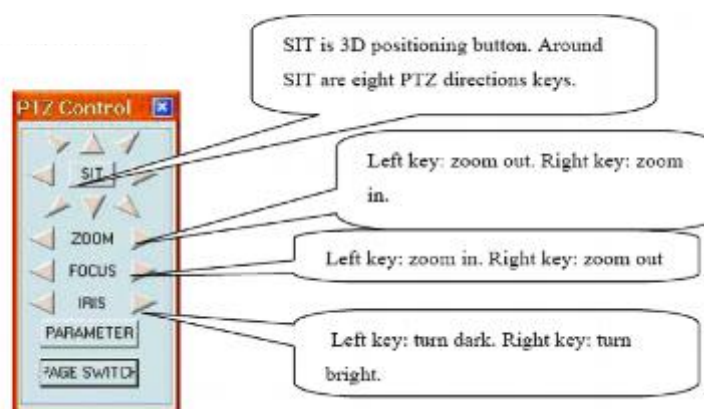 SIT is 3D positioning button. Around
SIT are eight PTZ directions keys.
PTZ Control
SIT
Left key: zoom out. Right key: zoom
in.
ZOOM
Left key: zoom in. Right key: zoom out
FOCUS
IRIS
Left key: turn dark. Right key: turn
bright.
PARAMETER
PAGE SWITCH